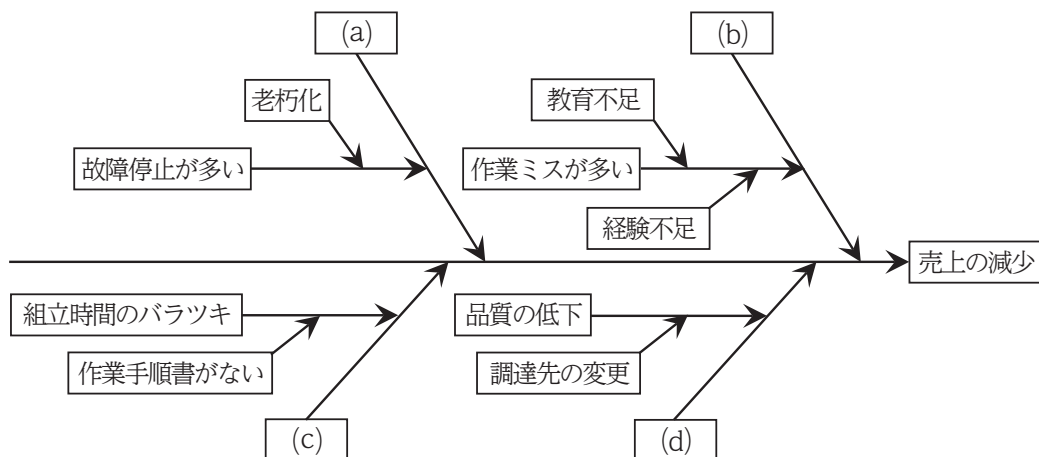 (a)
(b)
老朽化
教育不足
故障停止が多い
作業ミスが多い
経験不足
売上の減少
組立時間のバラツキ
品質の低下
作業手順書がない
調達先の変更
(c)
(d)